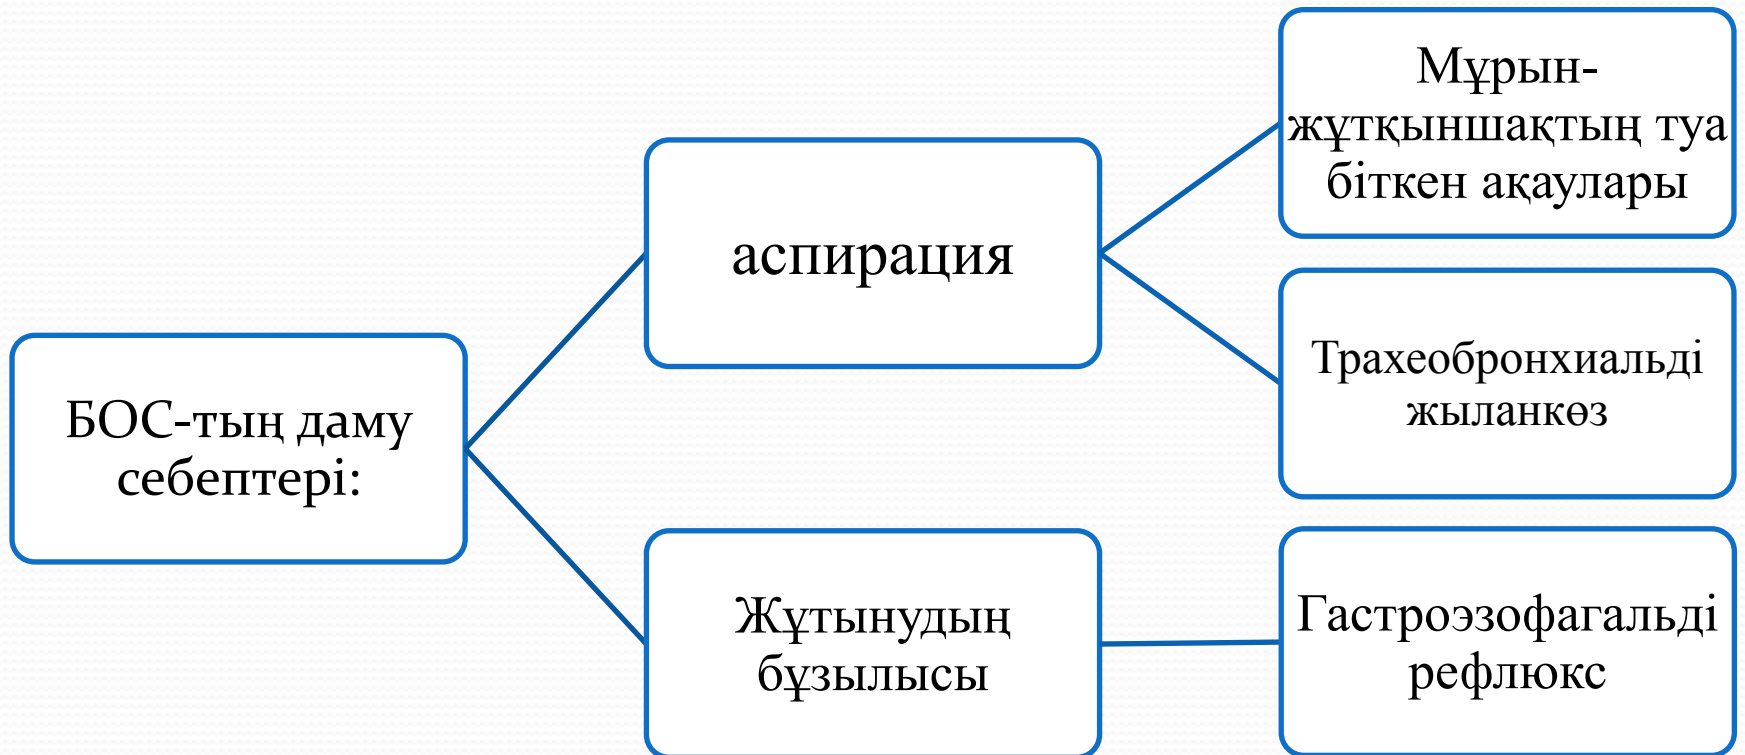 БОС-тың даму
себептері:
аспирация
Мұрын-
жұтқыншақтың туа
біткен ақаулары
Трахеобронхиальді
жыланкөз
Жұтынудың
бұзылысы
Гастроэзофагальді
рефлюкс